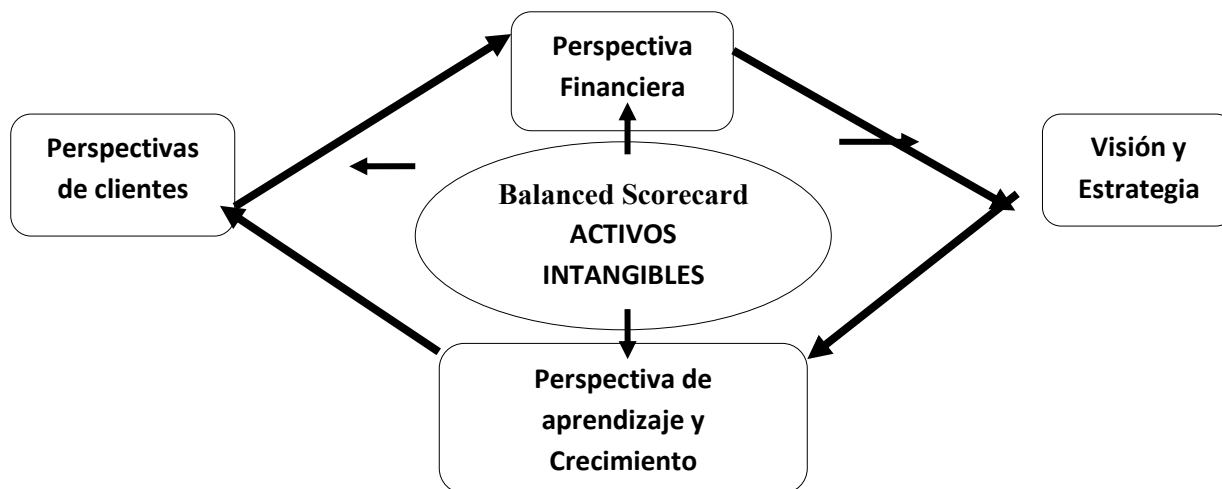 Perspectiva
Financiera
Perspectivas
de clientes
Visión y
Estrategia
Balanced Scorecard
ACTIVOS
INTANGIBLES
Perspectiva de
aprendizaje y
Crecimiento